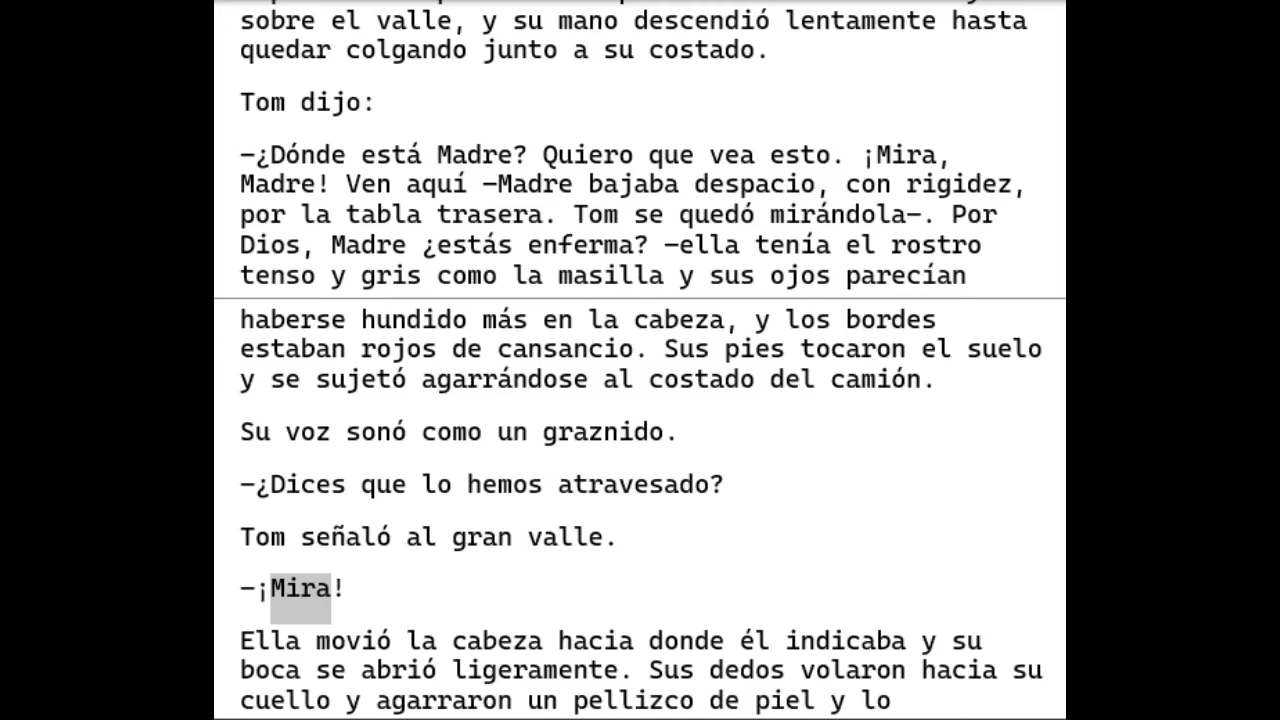 sobre el valle, y su mano descendió lentamente hasta
quedar colgando junto a su costado.
Tom dijo:
—¿Dónde está Madre? Quiero que vea esto. ¡Mira,
Madre! Ven aquí —Madre bajaba despacio, con rigidez,
por la tabla trasera. Tom se quedó mirándola—. Por
Dios, Madre ¿estás enferma? —ella tenía el rostro
tenso y gris como la masilla y sus ojos parecían
haberse hundido más en la cabeza, y los bordes
estaban rojos de cansancio. Sus pies tocaron el suelo
y se sujetó agarrándose al costado del camión.
Su voz sonó como un graznido.
—¿Dices que lo hemos atravesado?
Tom señaló al gran valle.
—¡Mira!
Ella movió la cabeza hacia donde él indicaba y su
boca se abrió ligeramente. Sus dedos volaron hacia su
cuello y agarraron un pellizco de piel y lo